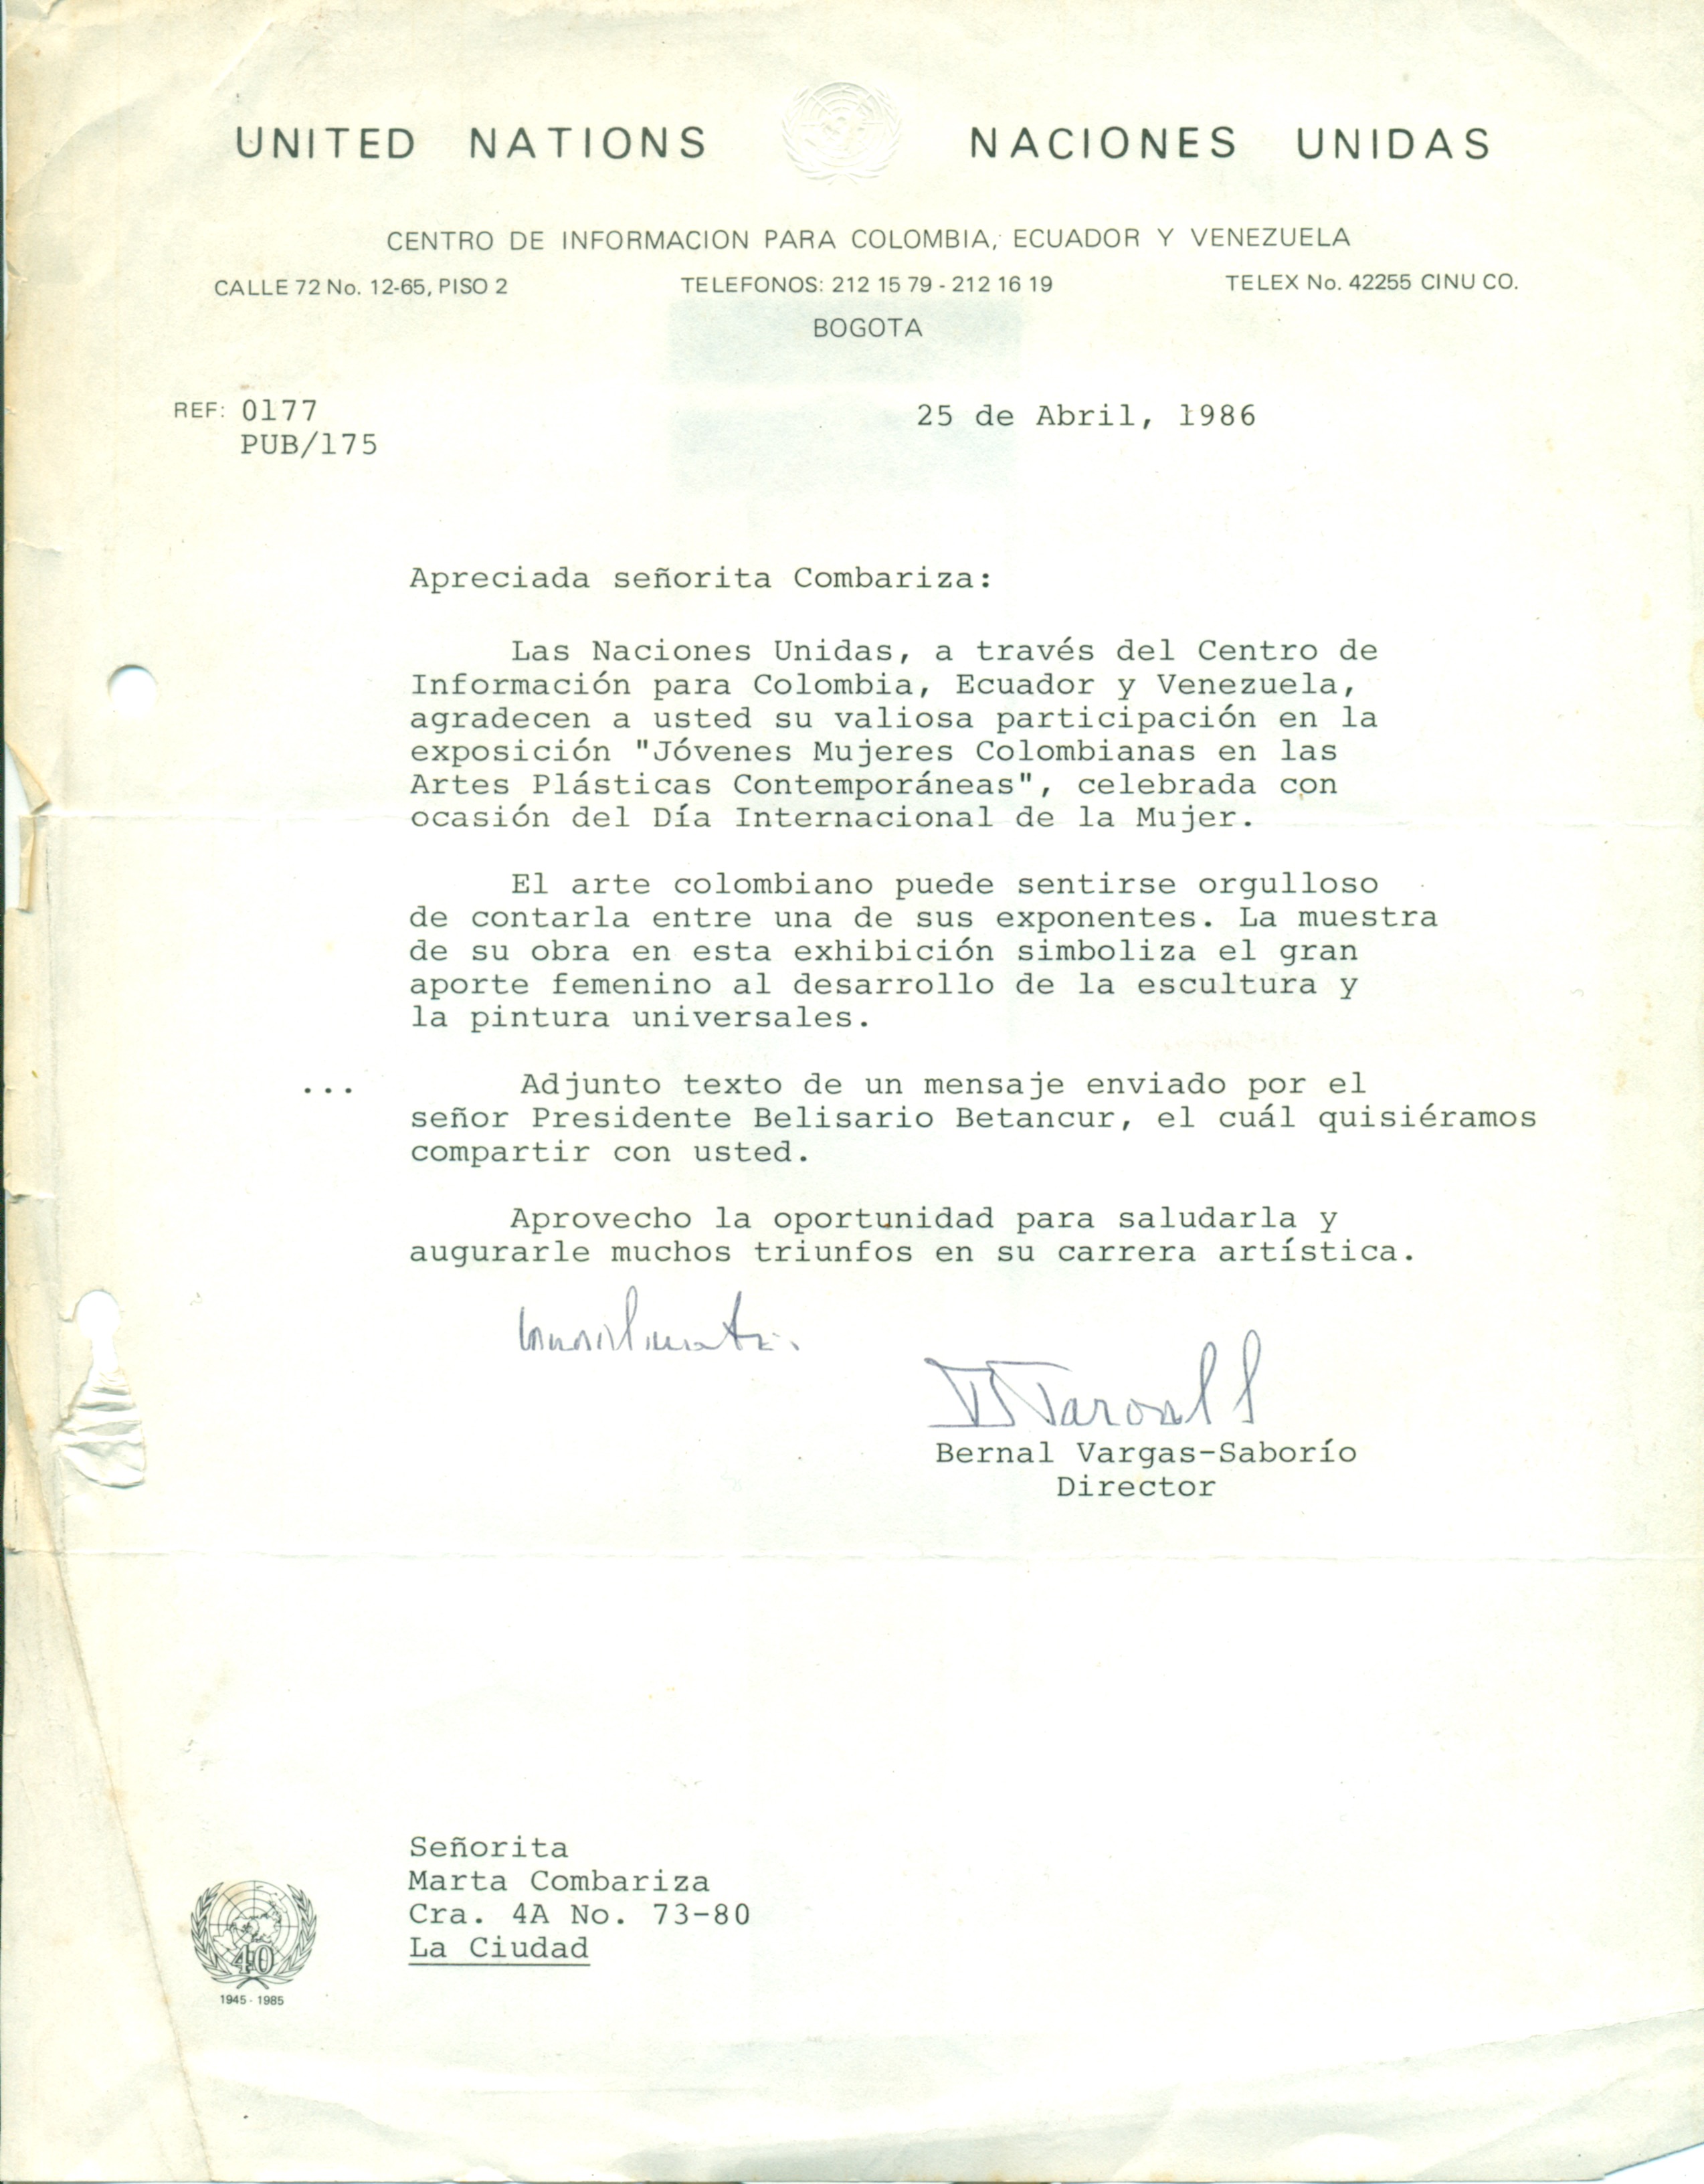 UNITED NATIONS NACIONES UNIDAS
CENTRO DE INFORMACION PARA COLOMBIA, ECUADOR Y VENEZUELA
CALLE 72 No. 12-65, PISO 2 TELEFONOS: 212 15 79 - 212 16 19 TELEX No. 42255 CINU CO.
BOGOTA
REF: 0177 25 de Abril, 1986
PUB/175
Apreciada señorita Combariza:
Las Naciones Unidas, a través del Centro de
Información para Colombia, Ecuador y Venezuela,
agradecen a usted su valiosa participación en la
exposición "Jóvenes Mujeres Colombianas en las
Artes Plásticas Contemporáneas", celebrada con
ocasión del Día Internacional de la Mujer.
El arte colombiano puede sentirse orgulloso
de contarla entre una de sus exponentes. La muestra
de su obra en esta exhibición simboliza el gran
aporte femenino al desarrollo de la escultura y
la pintura universales.
... Adjunto texto de un mensaje enviado por el
señor Presidente Belisario Betancur, el cuál quisiéramos
compartir con usted.
Aprovecho la oportunidad para saludarla y
augurarle muchos triunfos en su carrera artística.
Bernal Vargas-Saborío
Director
Señorita
Marta Combariza
Cra. 4A No. 73-80
La Ciudad
40
1945 - 1985